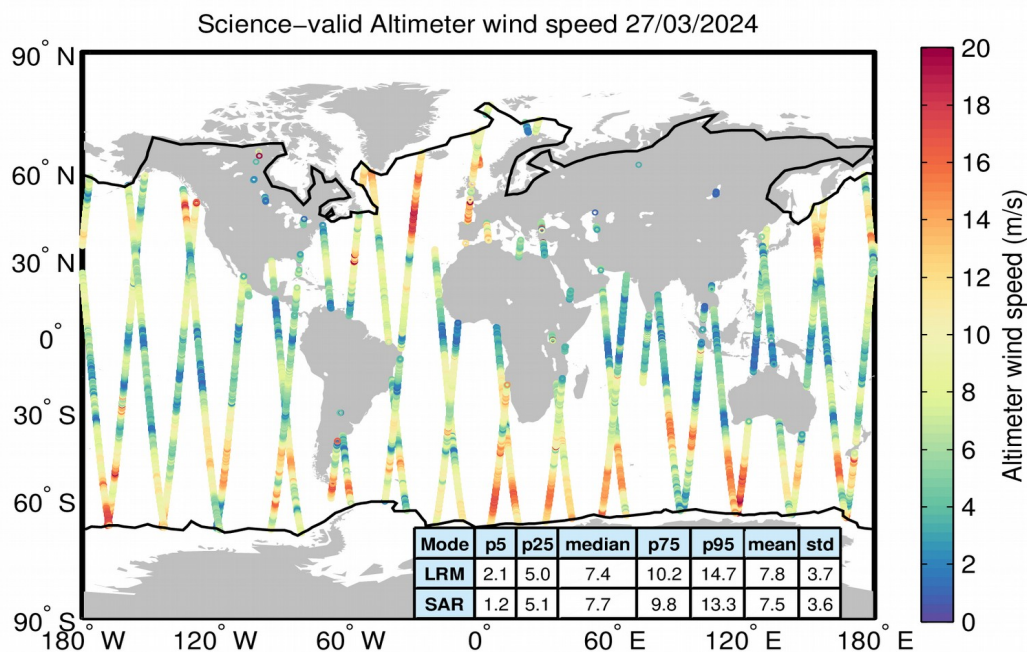 Science−valid Altimeter wind speed 27/03/2024
90° N
60° N
30° N
0°
30° S
60° S
90° S
180° W
120° W
60° W
0°
60° E
120° E
180° E
Mode p5 p25 median p75 p95 mean std
LRM 2.1 5.0 7.4 10.2 14.7 7.8 3.7
SAR 1.2 5.1 7.7 9.8 13.3 7.5 3.6
20
18
16
14
12
10
8
6
4
2
0
Altimeter wind speed (m/s)